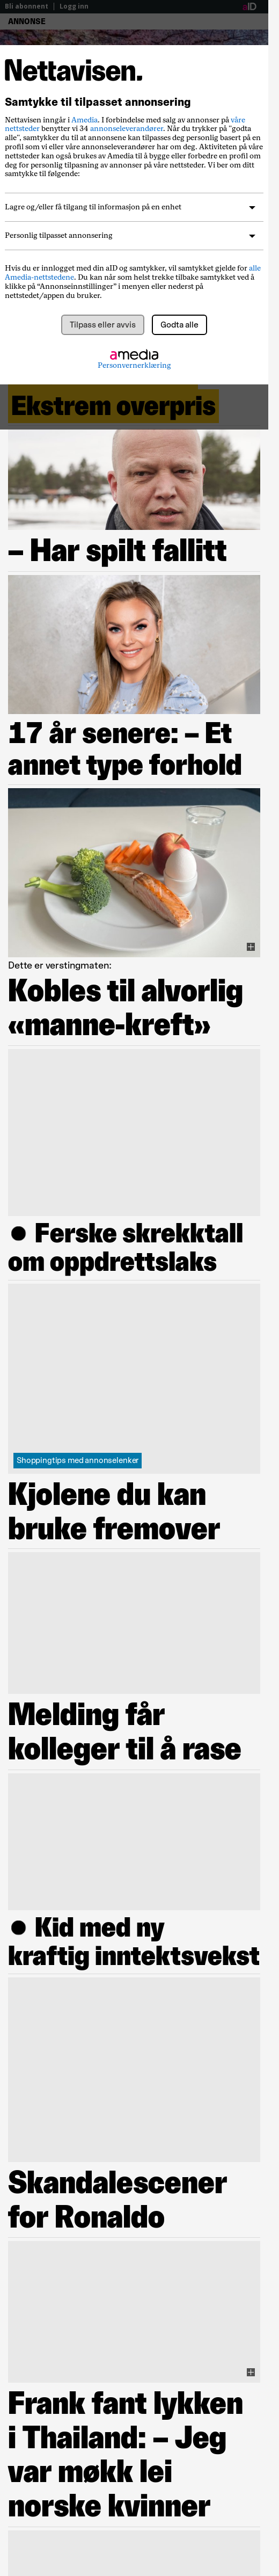 Bli abonnent | Logg inn
aID
ANNONSE
Nettavisen.
Samtykke til tilpasset annonsering
Nettavisen inngår i Amedia. I forbindelse med salg av annonser på våre
nettsteder benytter vi 34 annonseleverandører. Når du trykker på "godta
alle", samtykker du til at annonsene kan tilpasses deg personlig basert på en
profil som vi eller våre annonseleverandører har om deg. Aktiviteten på våre
nettsteder kan også brukes av Amedia til å bygge eller forbedre en profil om
deg for personlig tilpasning av annonser på våre nettsteder. Vi ber om ditt
samtykke til følgende:
Lagre og/eller få tilgang til informasjon på en enhet
Personlig tilpasset annonsering
Hvis du er innlogget med din aID og samtykker, vil samtykket gjelde for alle
Amedia-nettstedene. Du kan når som helst trekke tilbake samtykket ved å
klikke på “Annonseinnstillinger” i menyen eller nederst på
nettstedet/appen du bruker.
Tilpass eller avvis
Godta alle
amedia
Personvernerklæring
Ekstrem overpris
– Har spilt fallitt
17 år senere: – Et
annet type forhold
Dette er verstingmaten:
Kobles til alvorlig
«manne-kreft»
● Ferske skrekktall
om oppdrettslaks
Shoppingtips med annonselenker
Kjolene du kan
bruke fremover
Melding får
kolleger til å rase
● Kid med ny
kraftig inntektsvekst
Skandalescener
for Ronaldo
Frank fant lykken
i Thailand: – Jeg
var møkk lei
norske kvinner